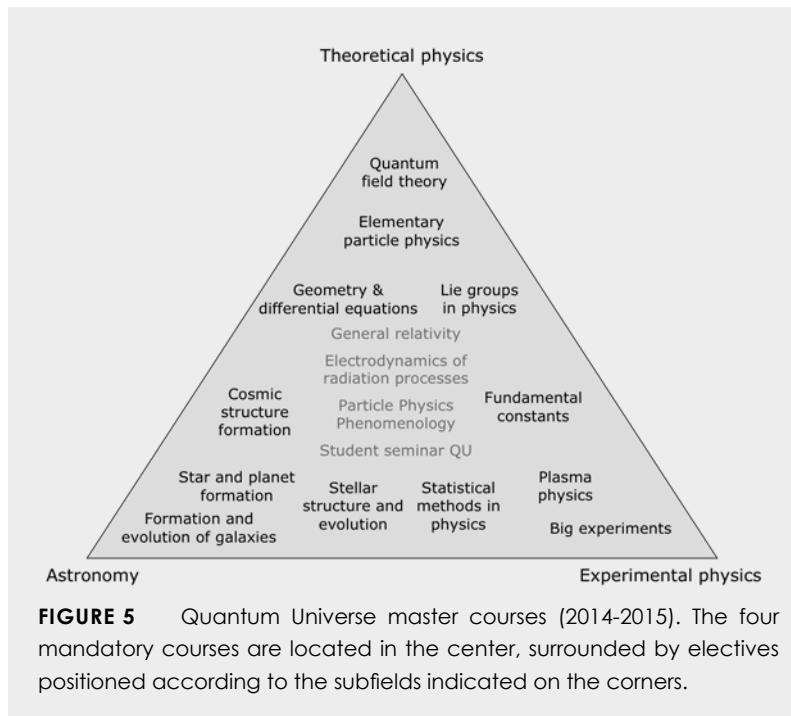 Theoretical physics
Quantum
field theory
Elementary
particle physics
Geometry &
differential equations
Lie groups
in physics
General relativity
Electrodynamics of
radiation processes
Cosmic
structure
formation
Particle Physics
Phenomenology
Fundamental
constants
Student seminar QU
Star and planet
formation
Stellar
structure and
evolution
Statistical
methods in
physics
Plasma
physics
Formation and
evolution of galaxies
Big experiments
Astronomy
Experimental physics
FIGURE 5 Quantum Universe master courses (2014-2015). The four
mandatory courses are located in the center, surrounded by electives
positioned according to the subfields indicated on the corners.